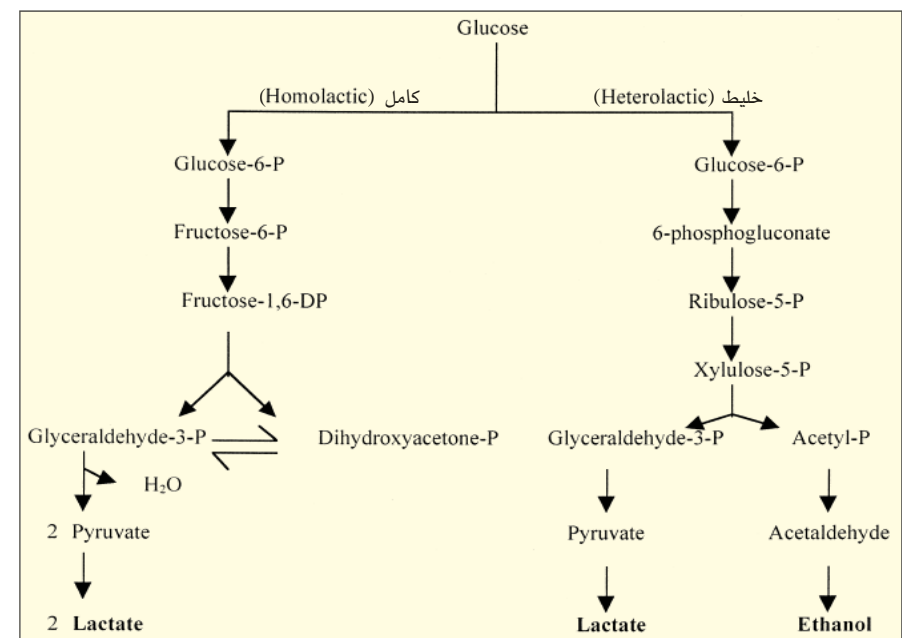 Glucose
(Homolactic) كامل
(Heterolactic) خليط
Glucose-6-P
Glucose-6-P
Fructose-6-P
6-phosphogluconate
Fructose-1,6-DP
Ribulose-5-P
Xylulose-5-P
Glyceraldehyde-3-P
Dihydroxyacetone-P
Glyceraldehyde-3-P
Acetyl-P
H₂O
2 Pyruvate
Pyruvate
Acetaldehyde
2 Lactate
Lactate
Ethanol